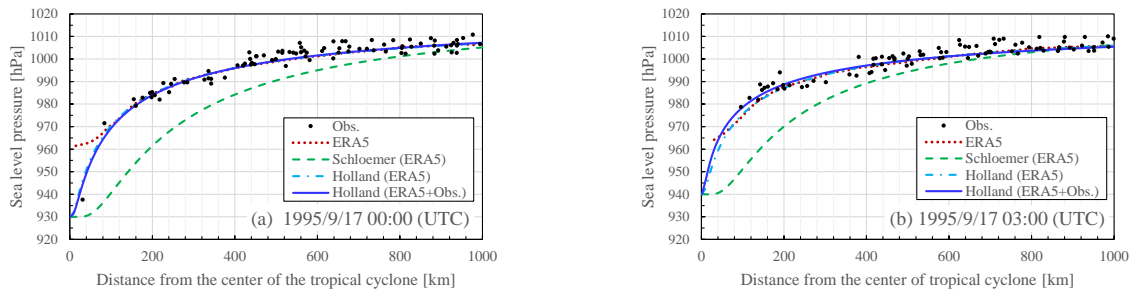 1020
1010
1000
990
980
970
960
950
940
930
920
Sea level pressure [hPa]
Obs.
ERA5
Schloemer (ERA5)
Holland (ERA5)
Holland (ERA5+Obs.)
(a) 1995/9/17 00:00 (UTC)
0 200 400 600 800 1000
Distance from the center of the tropical cyclone [km]
1020
1010
1000
990
980
970
960
950
940
930
920
Sea level pressure [hPa]
Obs.
ERA5
Schloemer (ERA5)
Holland (ERA5)
Holland (ERA5+Obs.)
(b) 1995/9/17 03:00 (UTC)
0 200 400 600 800 1000
Distance from the center of tropical cyclone [km]